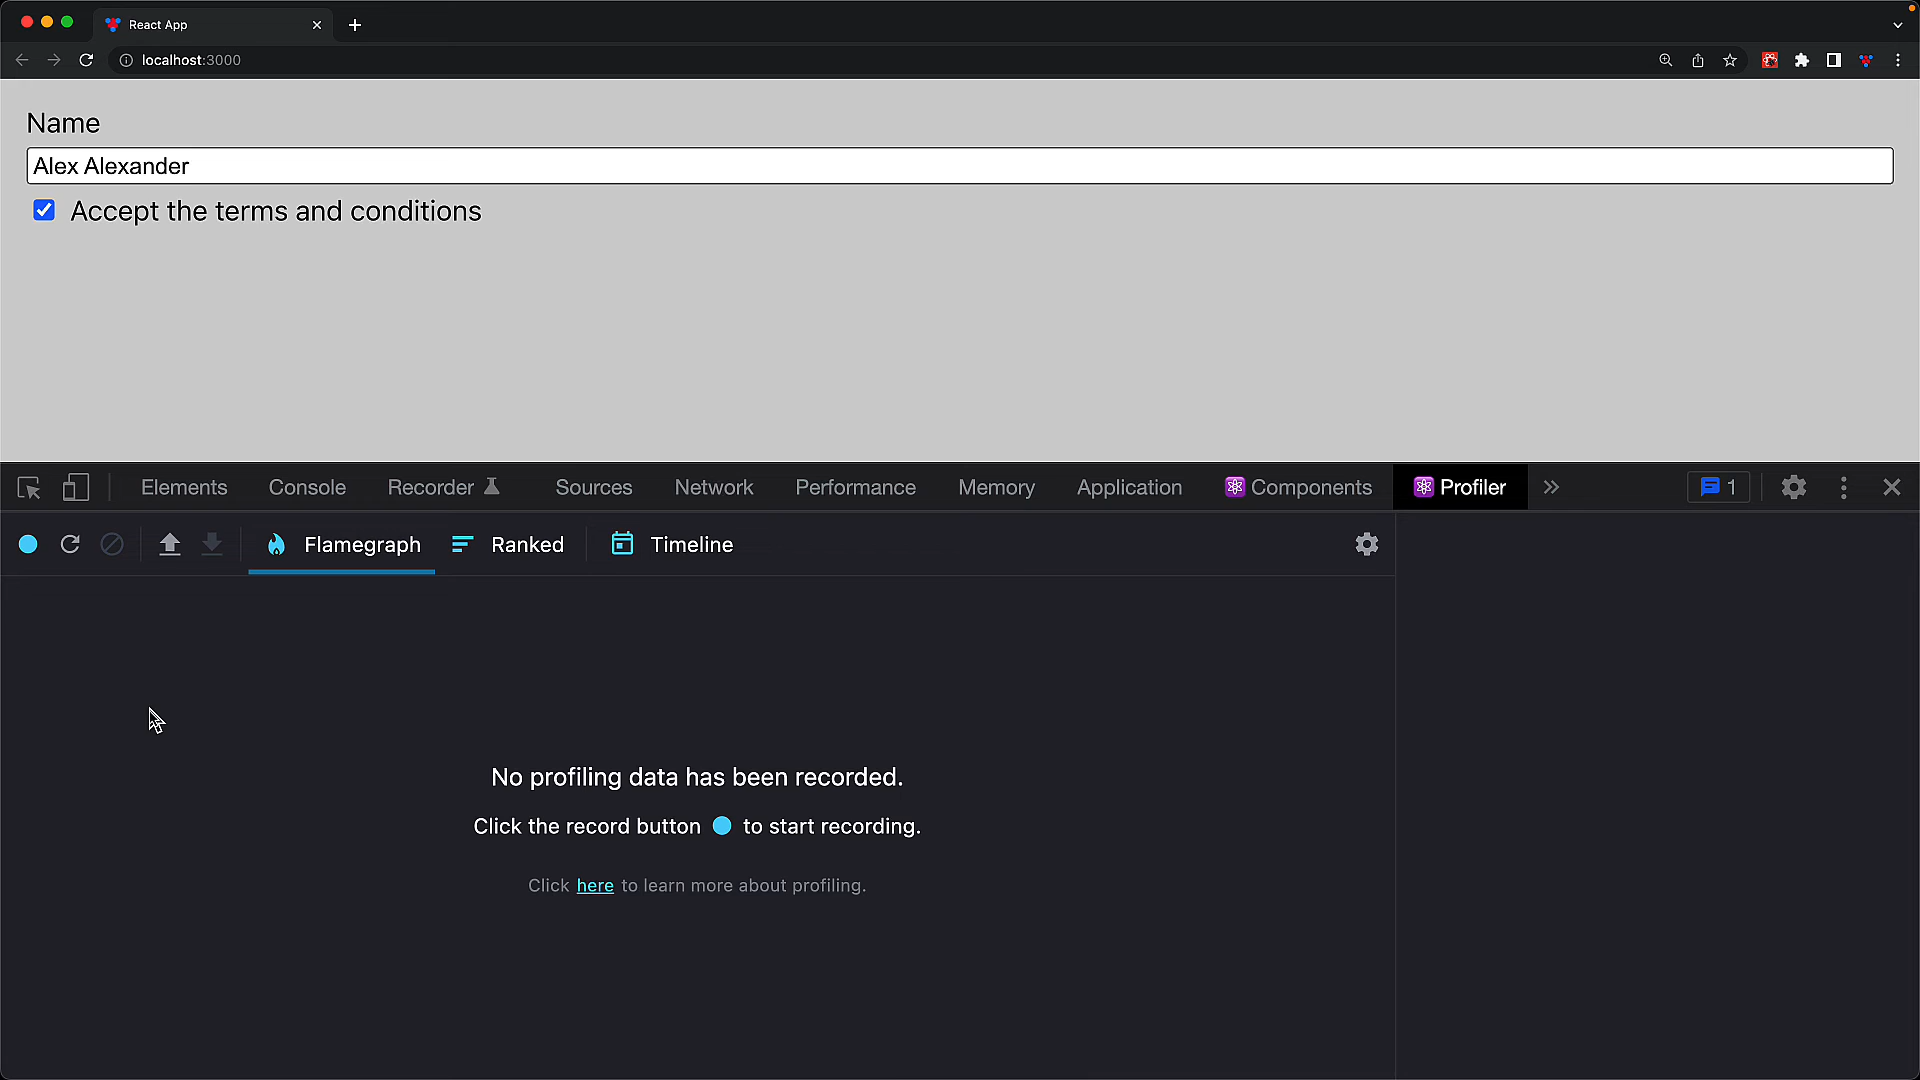 React App
localhost:3000
Name
Alex Alexander
Accept the terms and conditions
Elements Console Recorder Sources Network Performance Memory Application Components Profiler 1
Flamegraph Ranked Timeline
No profiling data has been recorded.
Click the record button to start recording.
Click here to learn more about profiling.